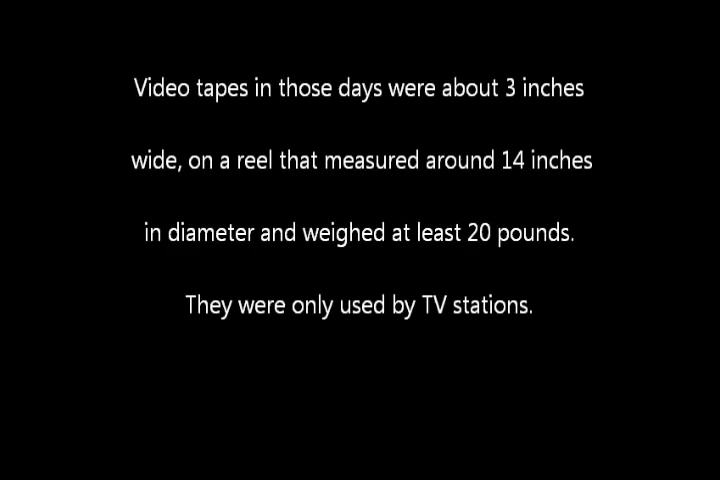 Video tapes in those days were about 3 inches
wide, on a reel that measured around 14 inches
in diameter and weighed at least 20 pounds.
They were only used by TV stations.